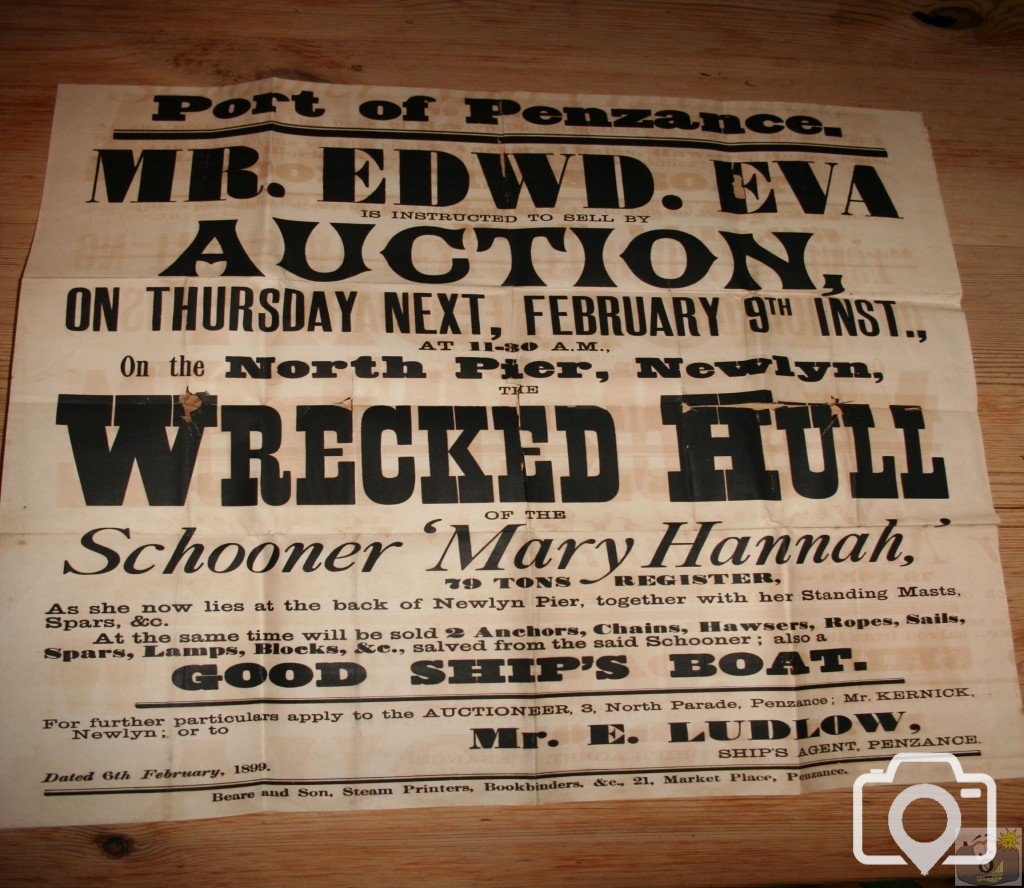 Port of Penzance.
MR. EDWD. EVA
IS INSTRUCTED TO SELL BY
AUCTION,
ON THURSDAY NEXT, FEBRUARY 9TH INST.,
AT 11-30 A.M.,
On the North Pier, Newlyn,
THE
WRECKED HULL
OF THE
Schooner 'Mary Hannah,'
79 TONS REGISTER,
As she now lies at the back of Newlyn Pier, together with her Standing Masts,
Spars, &c.
At the same time will be sold 2 Anchors, Chains, Hawsers, Ropes, Sails,
Spars, Lamps, Blocks, &c., salved from the said Schooner; also a
GOOD SHIP'S BOAT.
For further particulars apply to the AUCTIONEER, 3, North Parade, Penzance; Mr. KERNICK,
Newlyn; or to
Mr. E. LUDLOW,
SHIP'S AGENT, PENZANCE.
Dated 6th February, 1899.
Beare and Son, Steam Printers, Bookbinders, &c., 21, Market Place, Penzance.